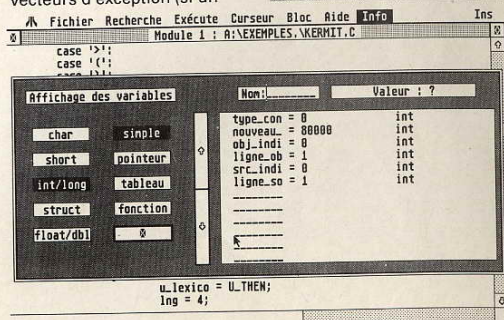 vecteurs d'exception (si un
Fichier Recherche Exécute Curseur Bloc Aide Info Ins
Module 1 : A:\EXEMPLES.\KERMIT.C
case '>':
case '(':
case ')':
Affichage des variables Nom: Valeur : ?
char simple
short pointeur
int/long tableau
struct fonction
float/dbl
type_con = 0 int
nouveau_ = 80000 int
obj_indi = 0 int
ligne_ob = 1 int
src_indi = 0 int
ligne_so = 1 int
u_lexico = U_THEN;
lng = 4;